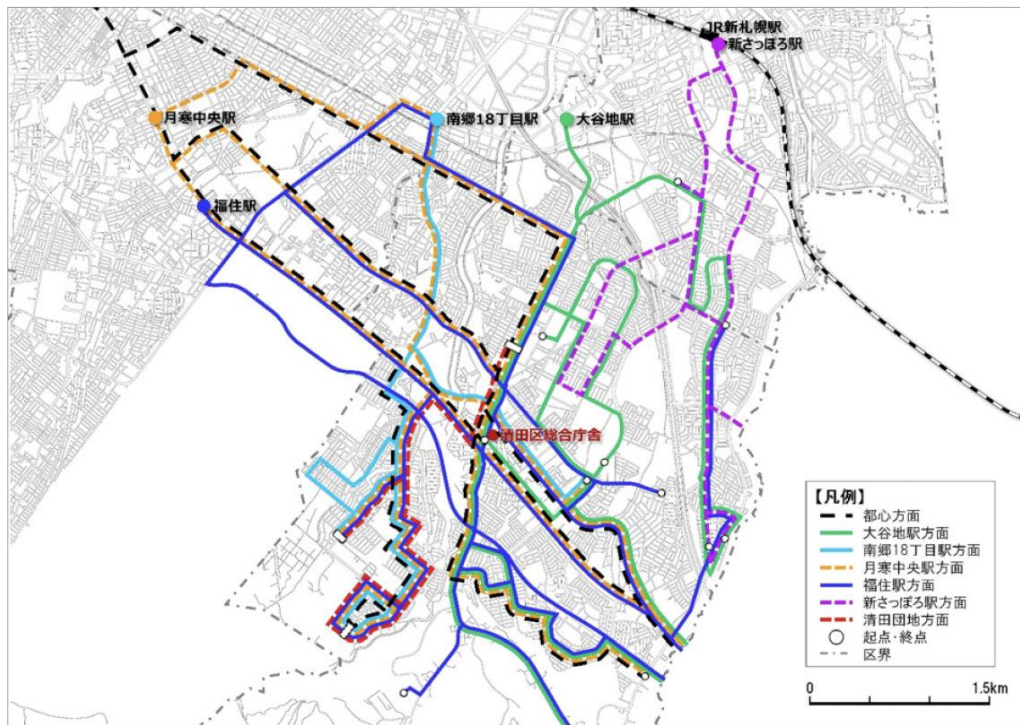 JR新札幌駅
新さっぽろ駅
月寒中央駅
南郷18丁目駅
大谷地駅
福住駅
清田区総合庁舎
【凡例】
都心方面
大谷地駅方面
南郷18丁目駅方面
月寒中央駅方面
福住駅方面
新さっぽろ駅方面
清田団地方面
起点・終点
区界
0 1.5km